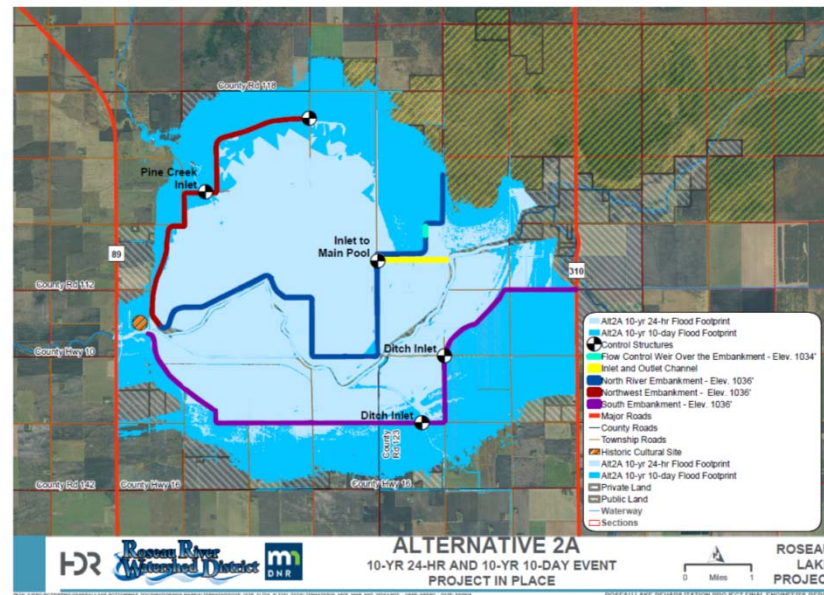 County Rd 118
Pine Creek
Inlet
Inlet to
Main Pool
89
310
County Rd 112
County Hwy 10
Ditch Inlet
Ditch Inlet
County
Rd 123
County Rd 142
County Hwy 16
County Hwy 16
Alt2A 10-yr 24-hr Flood Footprint
Alt2A 10-yr 10-day Flood Footprint
Control Structures
Flow Control Weir Over the Embankment - Elev. 1034'
Inlet and Outlet Channel
North River Embankment - Elev. 1036'
Northwest Embankment - Elev. 1036'
South Embankment - Elev. 1036'
Major Roads
County Roads
Township Roads
Historic Cultural Site
Alt2A 10-yr 24-hr Flood Footprint
Alt2A 10-yr 10-day Flood Footprint
Private Land
Public Land
Waterway
Sections
HDR
Roseau River
Watershed District
mn
DNR
ALTERNATIVE 2A
10-YR 24-HR AND 10-YR 10-DAY EVENT
PROJECT IN PLACE
0 Miles 1
ROSEAU
LAKE
PROJEC